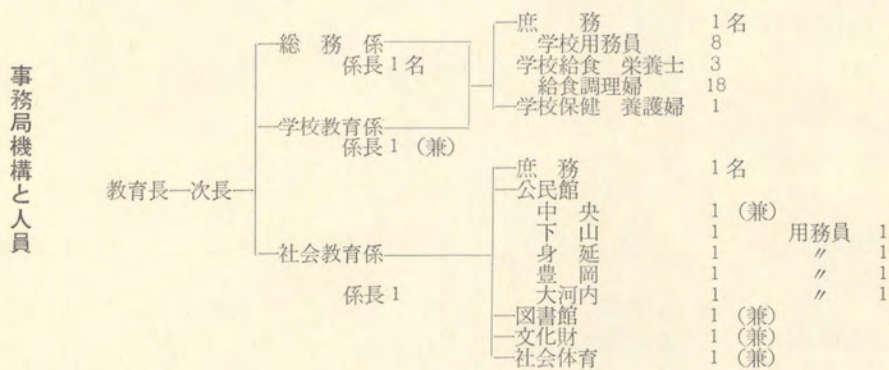 事務局機構と人員
教育長 次長
総務係
係長1名
学校教育係
係長1（兼）
庶務 1名
学校用務員 8
学校給食 栄養士 3
給食調理婦 18
学校保健 養護婦 1
社会教育係
係長1
庶務 1名
公民館
中央 1（兼）
下山 1 用務員 1
身延 1 〃 1
豊岡 1 〃 1
大河内 1 〃 1
図書館 1（兼）
文化財 1（兼）
社会体育 1（兼）